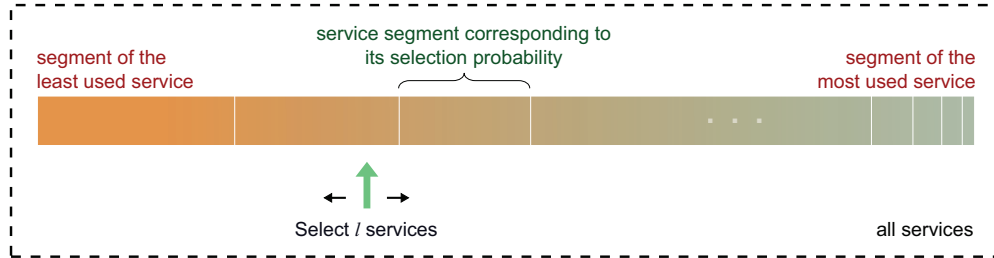 service segment corresponding to
its selection probability
segment of the
least used service
segment of the
most used service
. . .
Select l services
all services